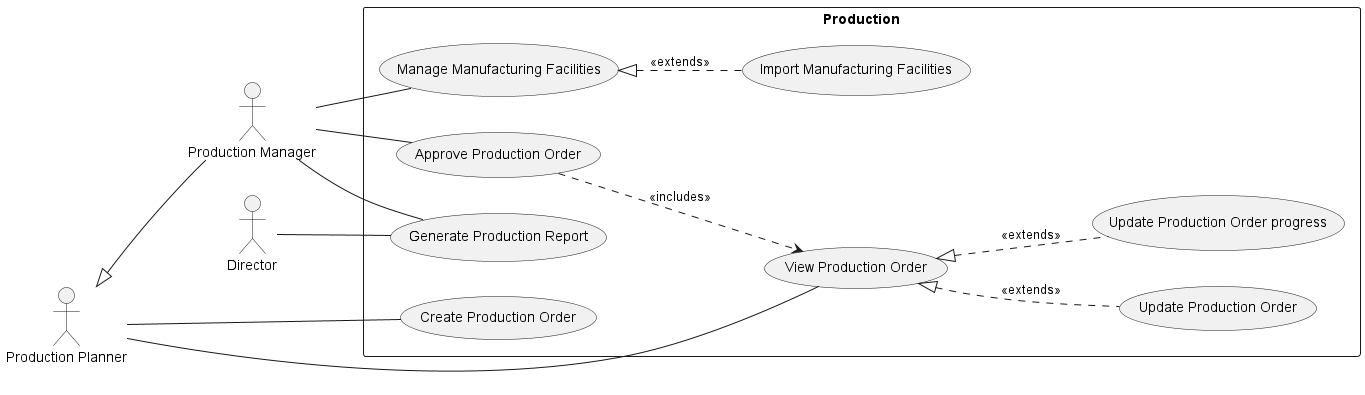 Production
Manage Manufacturing Facilities
«extends»
Import Manufacturing Facilities
Production Manager
Approve Production Order
«includes»
Director
Generate Production Report
View Production Order
«extends»
Update Production Order progress
«extends»
Update Production Order
Production Planner
Create Production Order